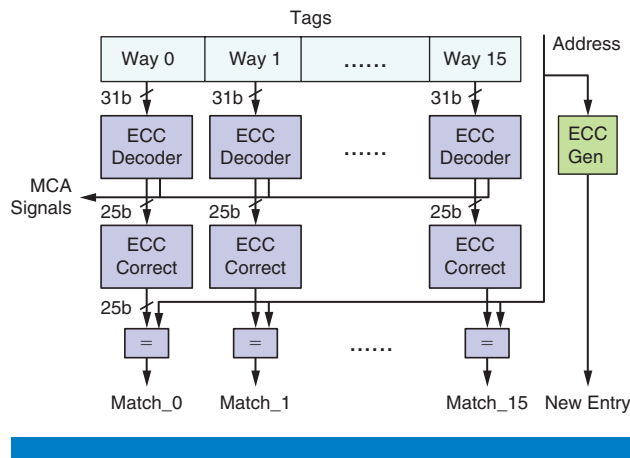 Tags
Way 0 Way 1 ...... Way 15 Address
31b 31b 31b
ECC Decoder ECC Decoder ...... ECC Decoder ECC Gen
MCA Signals
25b 25b 25b
ECC Correct ECC Correct ECC Correct
25b
= = ...... =
Match_0 Match_1 Match_15 New Entry